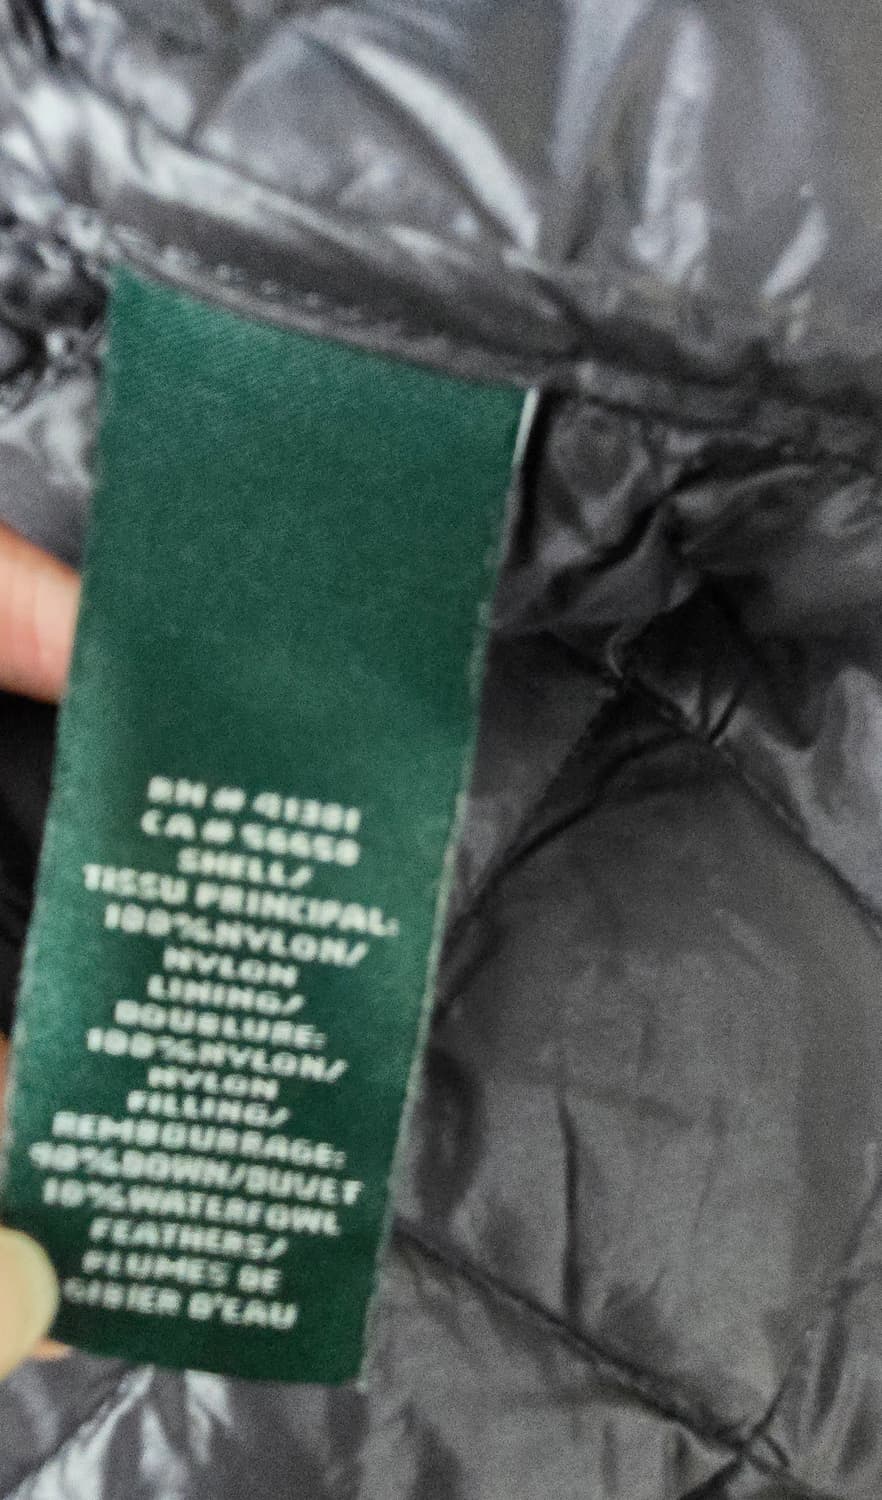 RN # 41381
CA # 56650
SHELL/
TISSU PRINCIPAL:
100%NYLON/
NYLON
LINING/
DOUBLURE:
100%NYLON/
NYLON
FILLING/
REMBOURRAGE:
90%DOWN/DUVET
10%WATERFOWL
FEATHERS/
PLUMES DE
GIBIER D'EAU